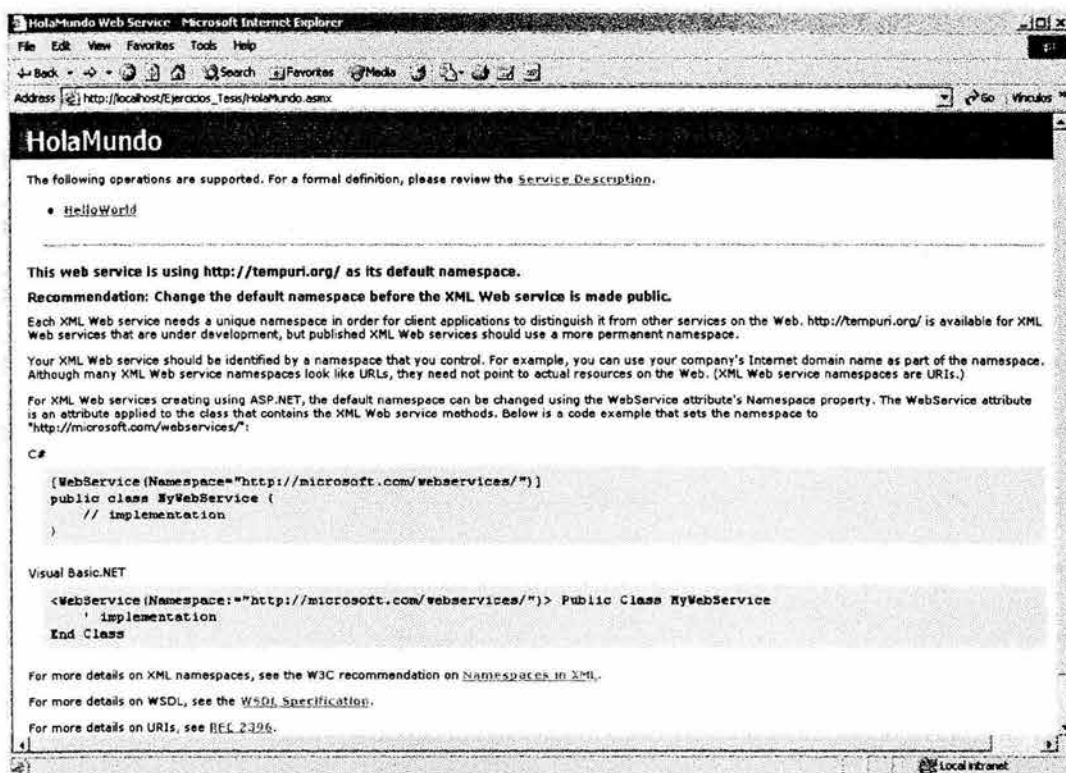 HolaMundo Web Service - Microsoft Internet Explorer
File Edit View Favorites Tools Help
Back Search Favorites Media
Address http://localhost/Ejercicios_Tesis/HolaMundo.asmx Go Vinculos
HolaMundo
The following operations are supported. For a formal definition, please review the Service Description.
• HelloWorld
This web service is using http://tempuri.org/ as its default namespace.
Recommendation: Change the default namespace before the XML Web service is made public.
Each XML Web service needs a unique namespace in order for client applications to distinguish it from other services on the Web. http://tempuri.org/ is available for XML
Web services that are under development, but published XML Web services should use a more permanent namespace.
Your XML Web service should be identified by a namespace that you control. For example, you can use your company's Internet domain name as part of the namespace.
Although many XML Web service namespaces look like URLs, they need not point to actual resources on the Web. (XML Web service namespaces are URIs.)
For XML Web services creating using ASP.NET, the default namespace can be changed using the WebService attribute's Namespace property. The WebService attribute
is an attribute applied to the class that contains the XML Web service methods. Below is a code example that sets the namespace to
"http://microsoft.com/webservices/":
C#
[WebService(Namespace="http://microsoft.com/webservices/")]
public class MyWebService {
// implementation
}
Visual Basic.NET
<WebService(Namespace:="http://microsoft.com/webservices/")> Public Class MyWebService
implementation
End Class
For more details on XML namespaces, see the W3C recommendation on Namespaces in XML.
For more details on WSDL, see the WSDL Specification.
For more details on URIs, see RFC 2396.
Local intranet